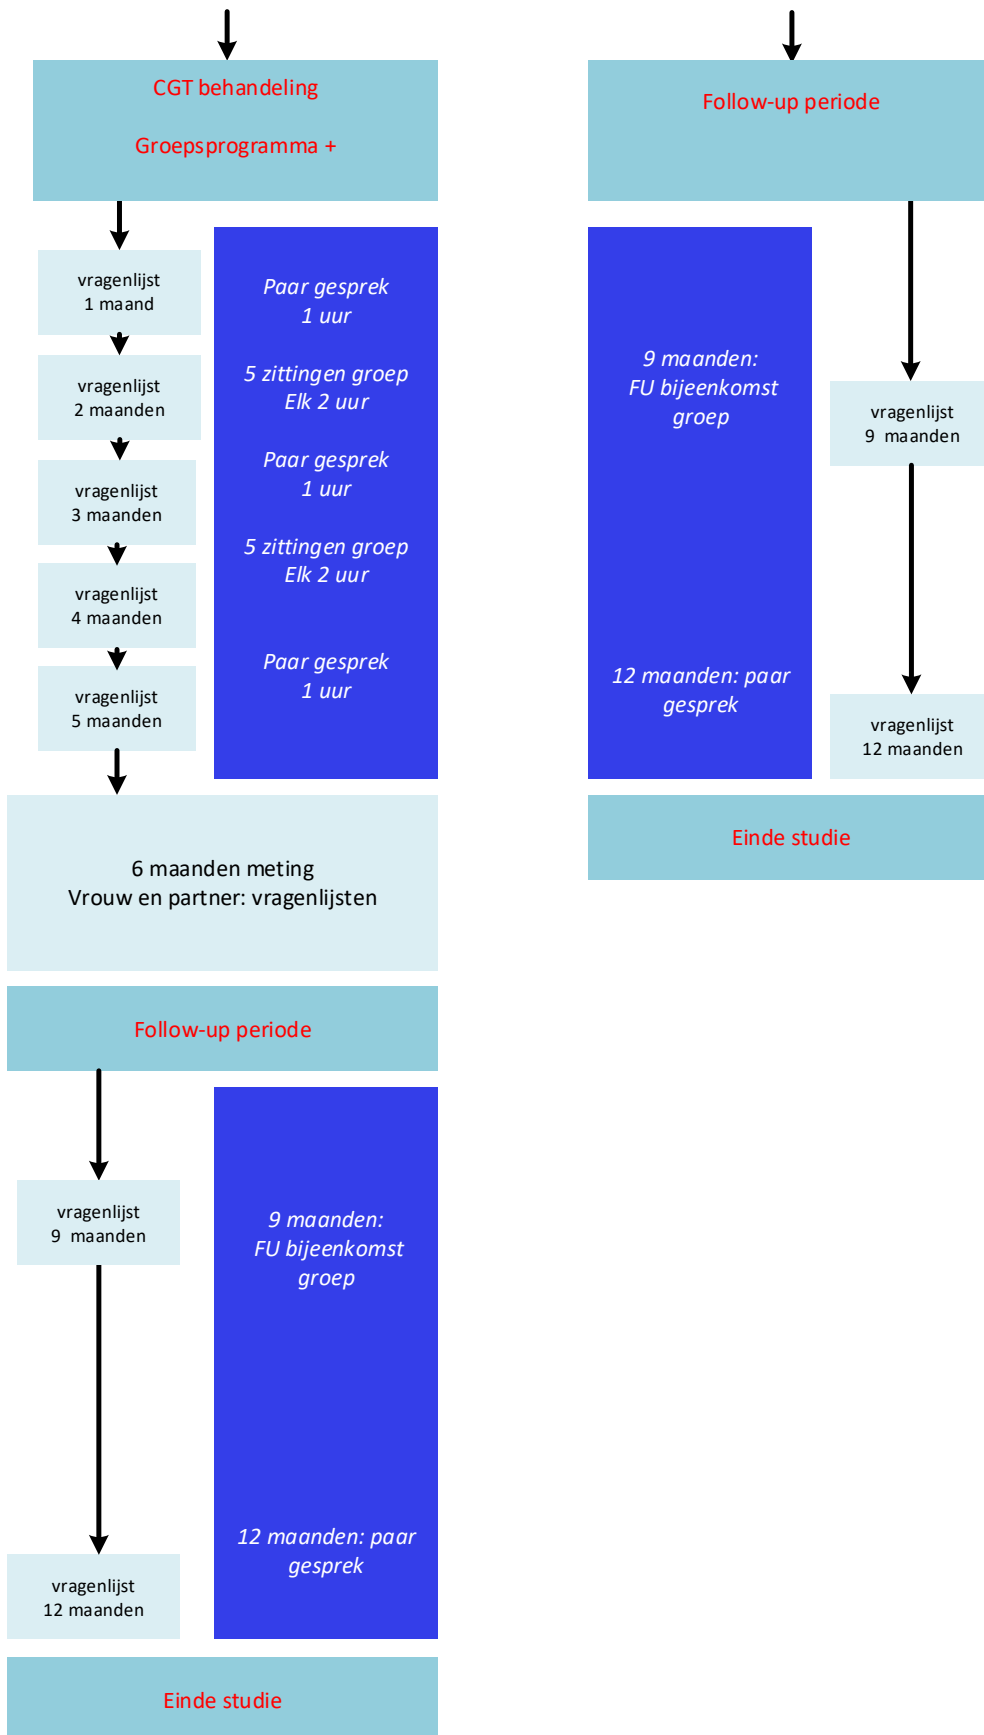 CGT behandeling
Groepsprogramma +
vragenlijst
1 maand
vragenlijst
2 maanden
vragenlijst
3 maanden
vragenlijst
4 maanden
vragenlijst
5 maanden
Paar gesprek
1 uur
5 zittingen groep
Elk 2 uur
Paar gesprek
1 uur
5 zittingen groep
Elk 2 uur
Paar gesprek
1 uur
6 maanden meting
Vrouw en partner: vragenlijsten
Follow-up periode
vragenlijst
9 maanden
vragenlijst
12 maanden
9 maanden:
FU bijeenkomst
groep
12 maanden: paar
gesprek
Einde studie
Follow-up periode
9 maanden:
FU bijeenkomst
groep
12 maanden: paar
gesprek
vragenlijst
9 maanden
vragenlijst
12 maanden
Einde studie